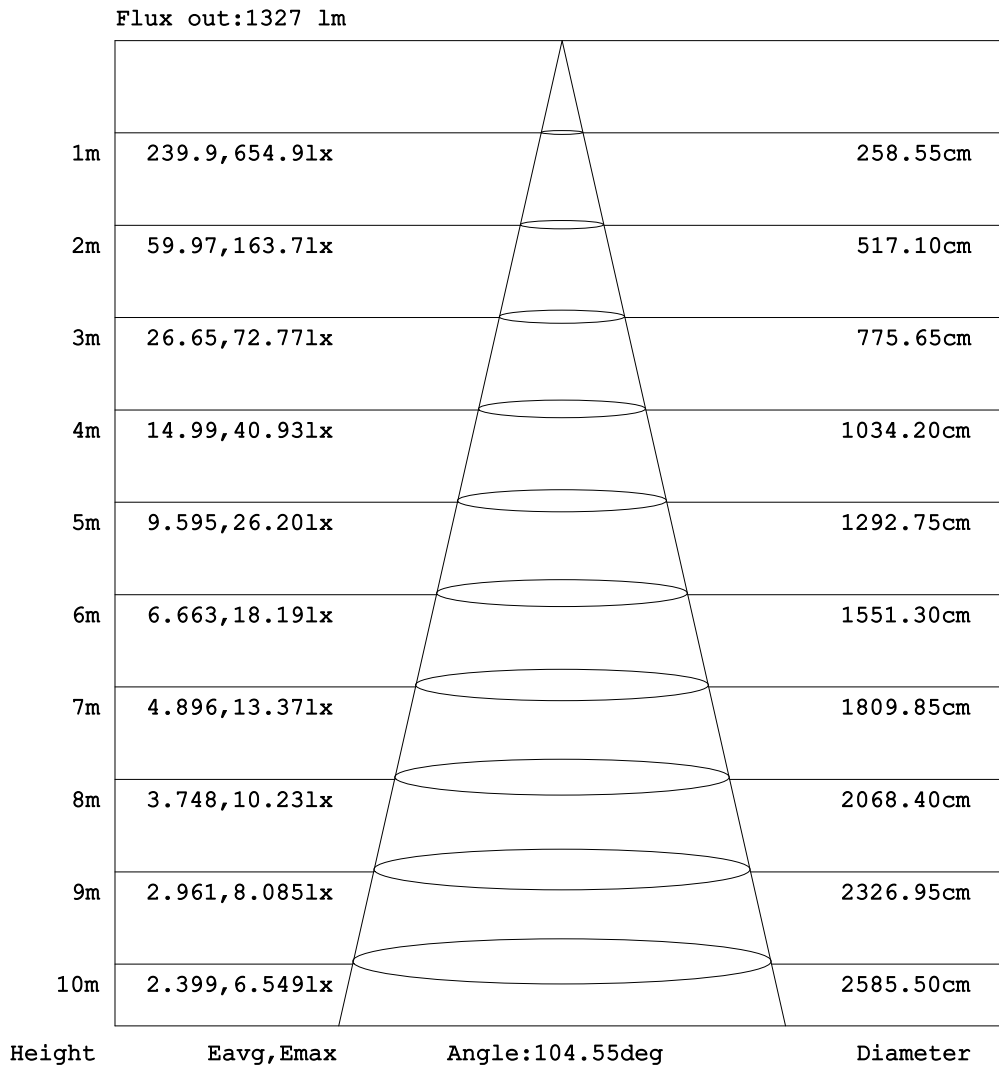 Flux out:1327 lm
1m 239.9,654.9lx 258.55cm
2m 59.97,163.7lx 517.10cm
3m 26.65,72.77lx 775.65cm
4m 14.99,40.93lx 1034.20cm
5m 9.595,26.20lx 1292.75cm
6m 6.663,18.19lx 1551.30cm
7m 4.896,13.37lx 1809.85cm
8m 3.748,10.23lx 2068.40cm
9m 2.961,8.085lx 2326.95cm
10m 2.399,6.549lx 2585.50cm
Height Eavg,Emax Angle:104.55deg Diameter